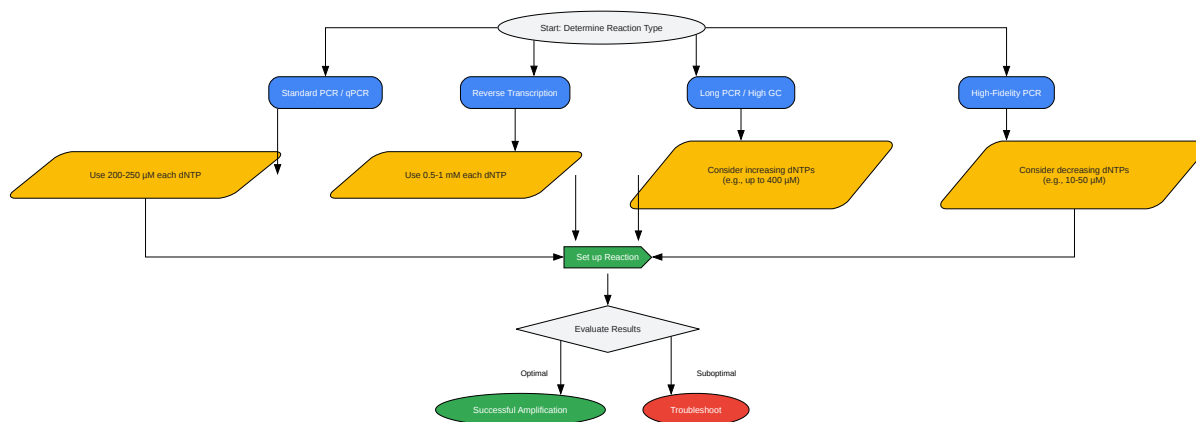 Start: Determine Reaction Type
Standard PCR / qPCR
Reverse Transcription
Long PCR / High GC
High-Fidelity PCR
Use 200-250 µM each dNTP
Use 0.5-1 mM each dNTP
Consider increasing dNTPs
(e.g., up to 400 µM)
Consider decreasing dNTPs
(e.g., 10-50 µM)
Set up Reaction
Evaluate Results
Optimal
Suboptimal
Successful Amplification
Troubleshoot